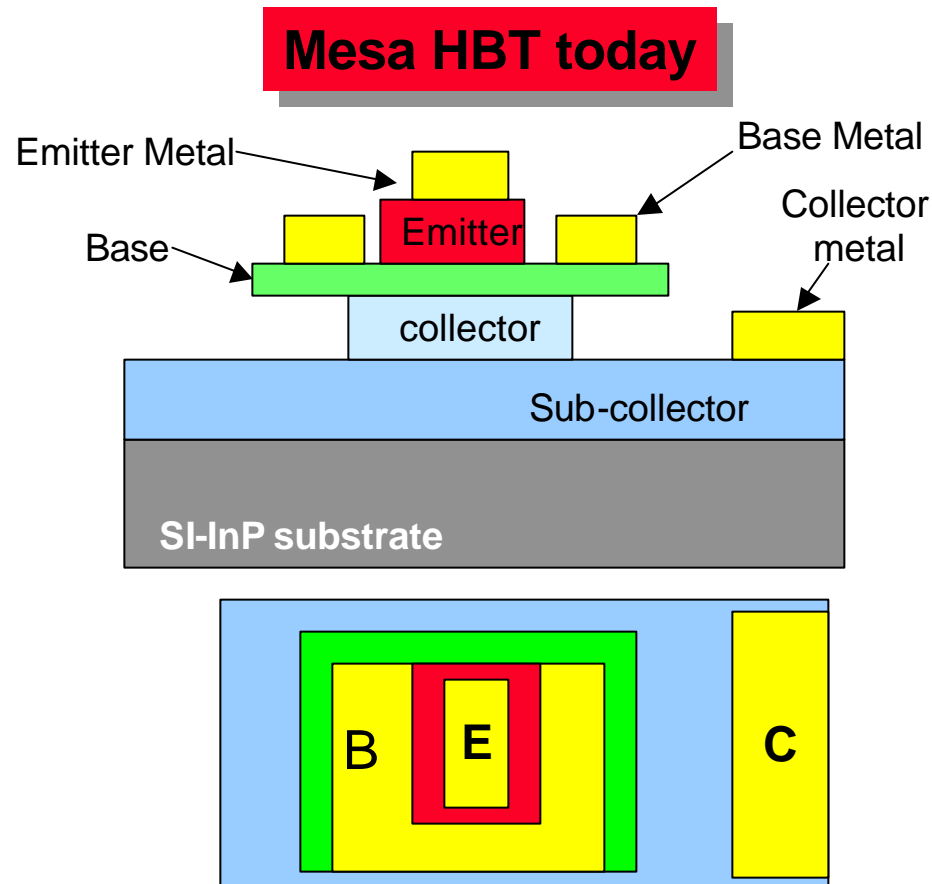 Mesa HBT today
Emitter Metal
Base Metal
Collector
metal
Base
Emitter
collector
Sub-collector
SI-InP substrate
B
E
C